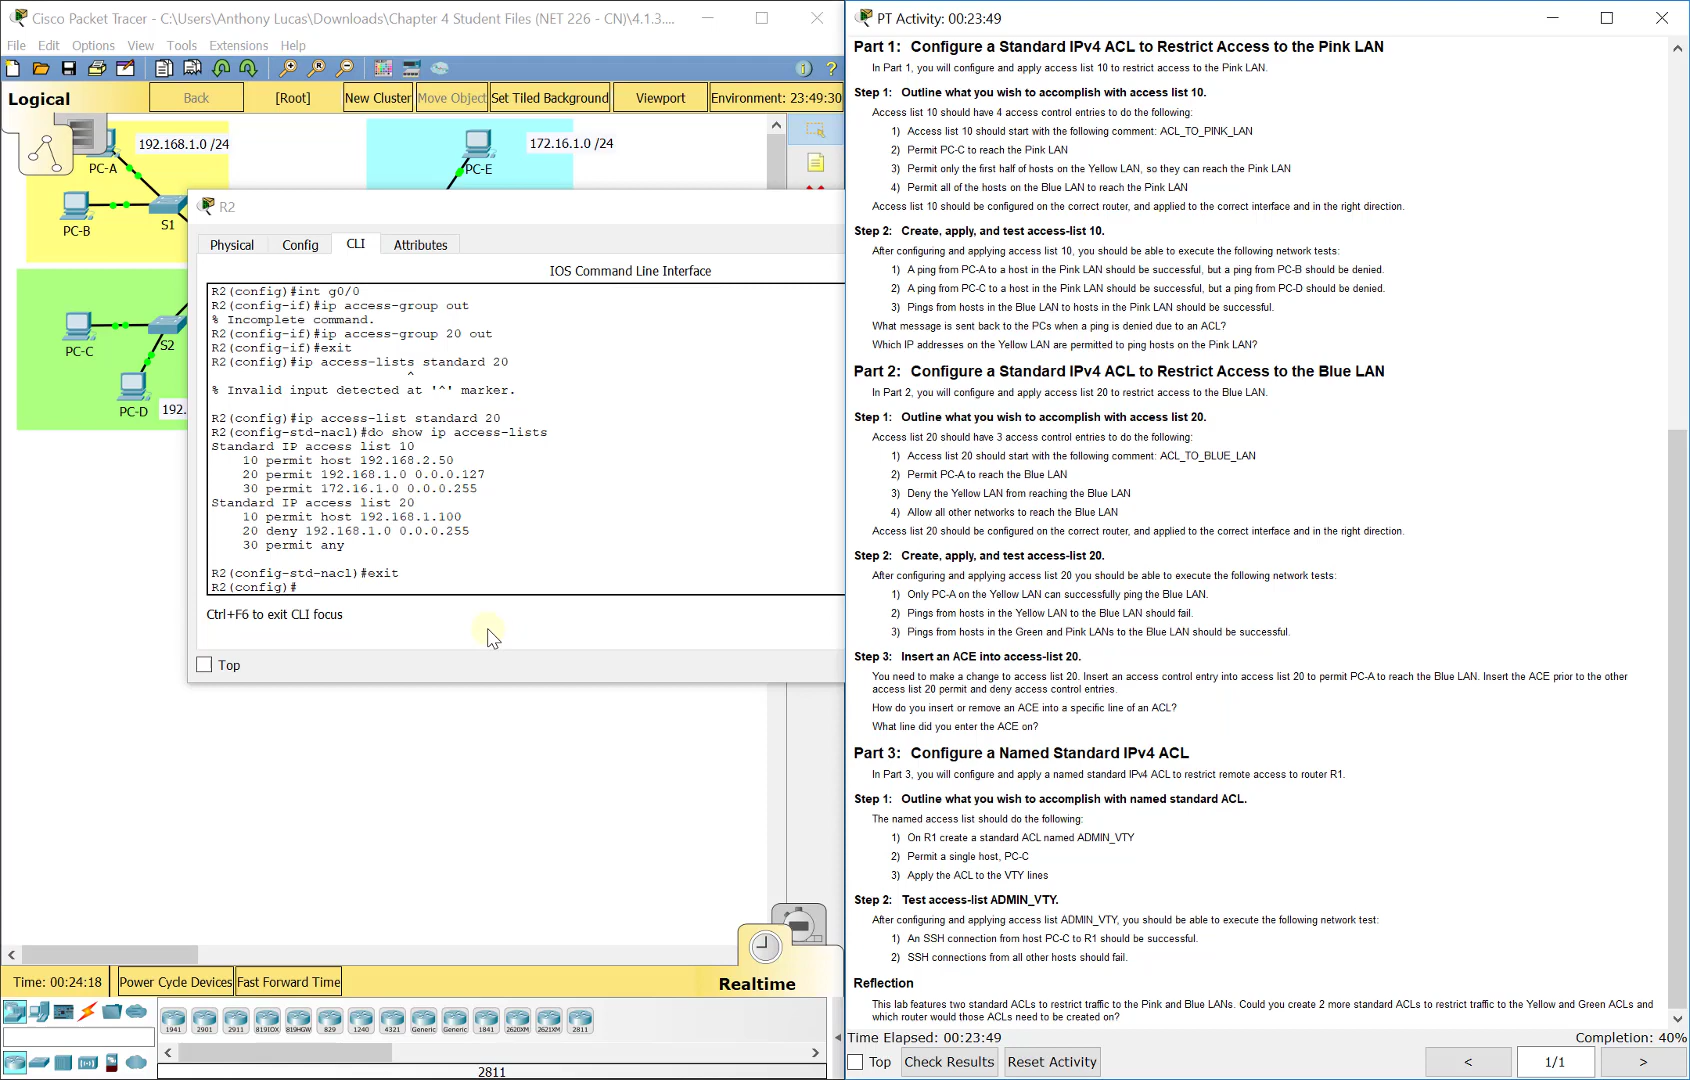 Cisco Packet Tracer - C:\Users\Anthony Lucas\Downloads\Chapter 4 Student Files (NET 226 - CN)\4.1.3....
File Edit Options View Tools Extensions Help
Logical
Back
[Root]
New Cluster
Move Object
Set Tiled Background
Viewport
Environment: 23:49:30
192.168.1.0 /24
172.16.1.0 /24
PC-A
PC-E
PC-B
S1
PC-C
S2
PC-D
192.
R2
Physical
Config
CLI
Attributes
IOS Command Line Interface
R2(config)#int g0/0
R2(config-if)#ip access-group out
% Incomplete command.
R2(config-if)#ip access-group 20 out
R2(config-if)#exit
R2(config)#ip access-lists standard 20
^
% Invalid input detected at '^' marker.
R2(config)#ip access-list standard 20
R2(config-std-nacl)#do show ip access-lists
Standard IP access list 10
10 permit host 192.168.2.50
20 permit 192.168.1.0 0.0.0.127
30 permit 172.16.1.0 0.0.0.255
Standard IP access list 20
10 permit host 192.168.1.100
20 deny 192.168.1.0 0.0.0.255
30 permit any
R2(config-std-nacl)#exit
R2(config)#
Ctrl+F6 to exit CLI focus
Top
Realtime
Time: 00:24:18
Power Cycle Devices
Fast Forward Time
1941 2901 2911 819IOX 819HGW 829 1240 4321 Generic Generic 1841 2620XM 2621XM 2811
2811
PT Activity: 00:23:49
Part 1: Configure a Standard IPv4 ACL to Restrict Access to the Pink LAN
In Part 1, you will configure and apply access list 10 to restrict access to the Pink LAN.
Step 1: Outline what you wish to accomplish with access list 10.
Access list 10 should have 4 access control entries to do the following:
1) Access list 10 should start with the following comment: ACL_TO_PINK_LAN
2) Permit PC-C to reach the Pink LAN
3) Permit only the first half of hosts on the Yellow LAN, so they can reach the Pink LAN
4) Permit all of the hosts on the Blue LAN to reach the Pink LAN
Access list 10 should be configured on the correct router, and applied to the correct interface and in the right direction.
Step 2: Create, apply, and test access-list 10.
After configuring and applying access list 10, you should be able to execute the following network tests:
1) A ping from PC-A to a host in the Pink LAN should be successful, but a ping from PC-B should be denied.
2) A ping from PC-C to a host in the Pink LAN should be successful, but a ping from PC-D should be denied.
3) Pings from hosts in the Blue LAN to hosts in the Pink LAN should be successful.
What message is sent back to the PCs when a ping is denied due to an ACL?
Which IP addresses on the Yellow LAN are permitted to ping hosts on the Pink LAN?
Part 2: Configure a Standard IPv4 ACL to Restrict Access to the Blue LAN
In Part 2, you will configure and apply access list 20 to restrict access to the Blue LAN.
Step 1: Outline what you wish to accomplish with access list 20.
Access list 20 should have 3 access control entries to do the following:
1) Access list 20 should start with the following comment: ACL_TO_BLUE_LAN
2) Permit PC-A to reach the Blue LAN
3) Deny the Yellow LAN from reaching the Blue LAN
4) Allow all other networks to reach the Blue LAN
Access list 20 should be configured on the correct router, and applied to the correct interface and in the right direction.
Step 2: Create, apply, and test access-list 20.
After configuring and applying access list 20 you should be able to execute the following network tests:
1) Only PC-A on the Yellow LAN can successfully ping the Blue LAN.
2) Pings from hosts in the Yellow LAN to the Blue LAN should fail.
3) Pings from hosts in the Green and Pink LANs to the Blue LAN should be successful.
Step 3: Insert an ACE into access-list 20.
You need to make a change to access list 20. Insert an access control entry into access list 20 to permit PC-A to reach the Blue LAN. Insert the ACE prior to the other
access list 20 permit and deny access control entries.
How do you insert or remove an ACE into a specific line of an ACL?
What line did you enter the ACE on?
Part 3: Configure a Named Standard IPv4 ACL
In Part 3, you will configure and apply a named standard IPv4 ACL to restrict remote access to router R1.
Step 1: Outline what you wish to accomplish with named standard ACL.
The named access list should do the following:
1) On R1 create a standard ACL named ADMIN_VTY
2) Permit a single host, PC-C
3) Apply the ACL to the VTY lines
Step 2: Test access-list ADMIN_VTY.
After configuring and applying access list ADMIN_VTY, you should be able to execute the following network test:
1) An SSH connection from host PC-C to R1 should be successful.
2) SSH connections from all other hosts should fail.
Reflection
This lab features two standard ACLs to restrict traffic to the Pink and Blue LANs. Could you create 2 more standard ACLs to restrict traffic to the Yellow and Green ACLs and
which router would those ACLs need to be created on?
Time Elapsed: 00:23:49
Completion: 40%
Top
Check Results
Reset Activity
<
1/1
>